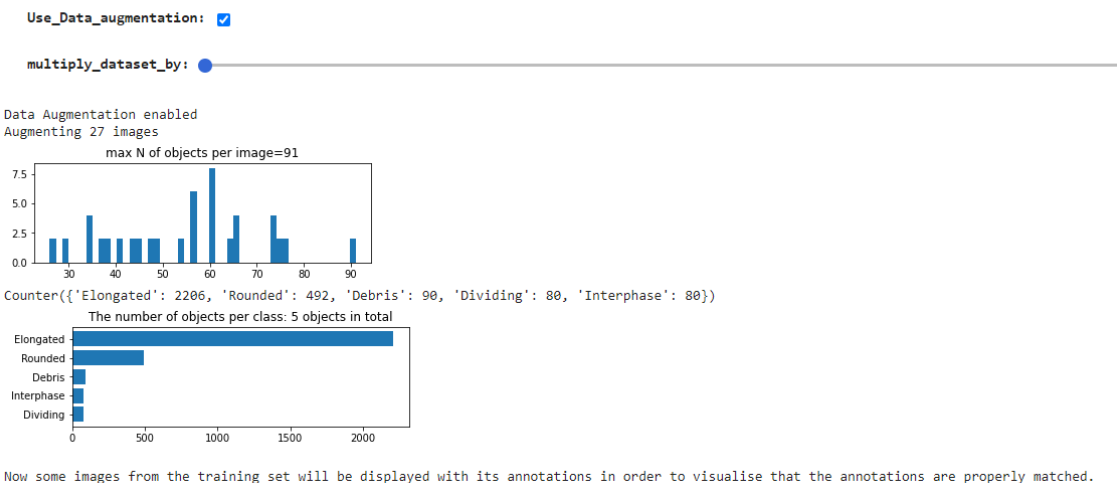 Use_Data_augmentation:
multiply_dataset_by:
Data Augmentation enabled
Augmenting 27 images
max N of objects per image=91
7.5
5.0
2.5
0.0
30 40 50 60 70 80 90
Counter({'Elongated': 2206, 'Rounded': 492, 'Debris': 90, 'Dividing': 80, 'Interphase': 80})
The number of objects per class: 5 objects in total
Elongated
Rounded
Debris
Interphase
Dividing
0 500 1000 1500 2000
Now some images from the training set will be displayed with its annotations in order to visualise that the annotations are properly matched.